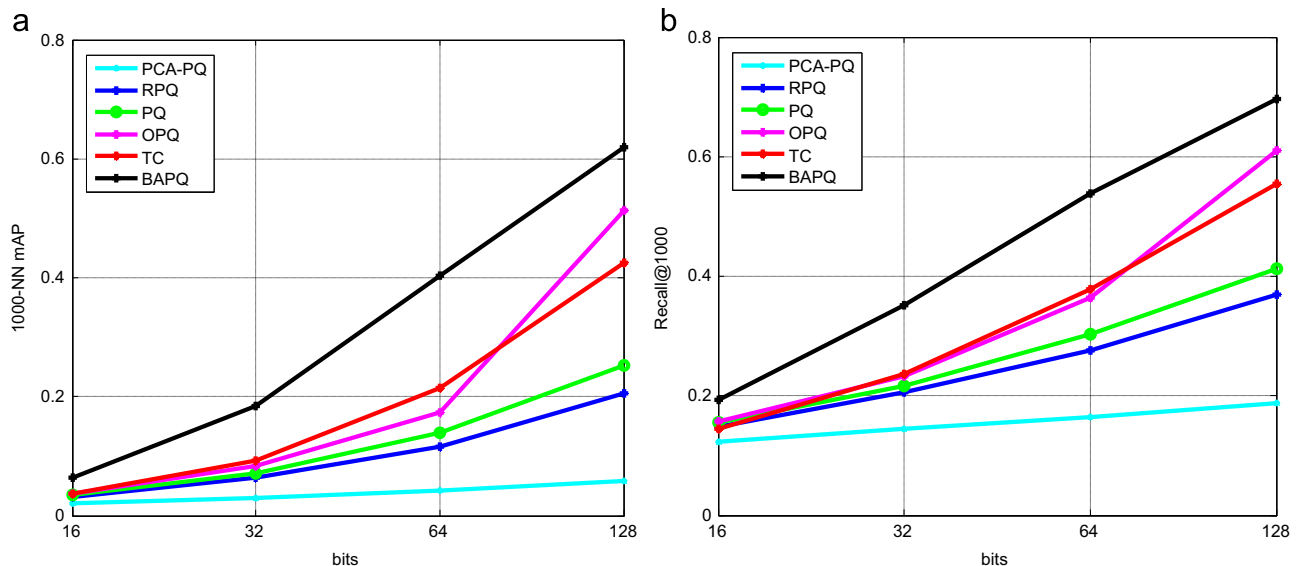 a
0.8
0.6
0.4
0.2
0
1000-NN mAP
PCA-PQ
RPQ
PQ
OPQ
TC
BAPQ
16 32 64 128
bits
b
0.8
0.6
0.4
0.2
0
Recall@1000
PCA-PQ
RPQ
PQ
OPQ
TC
BAPQ
16 32 64 128
bits